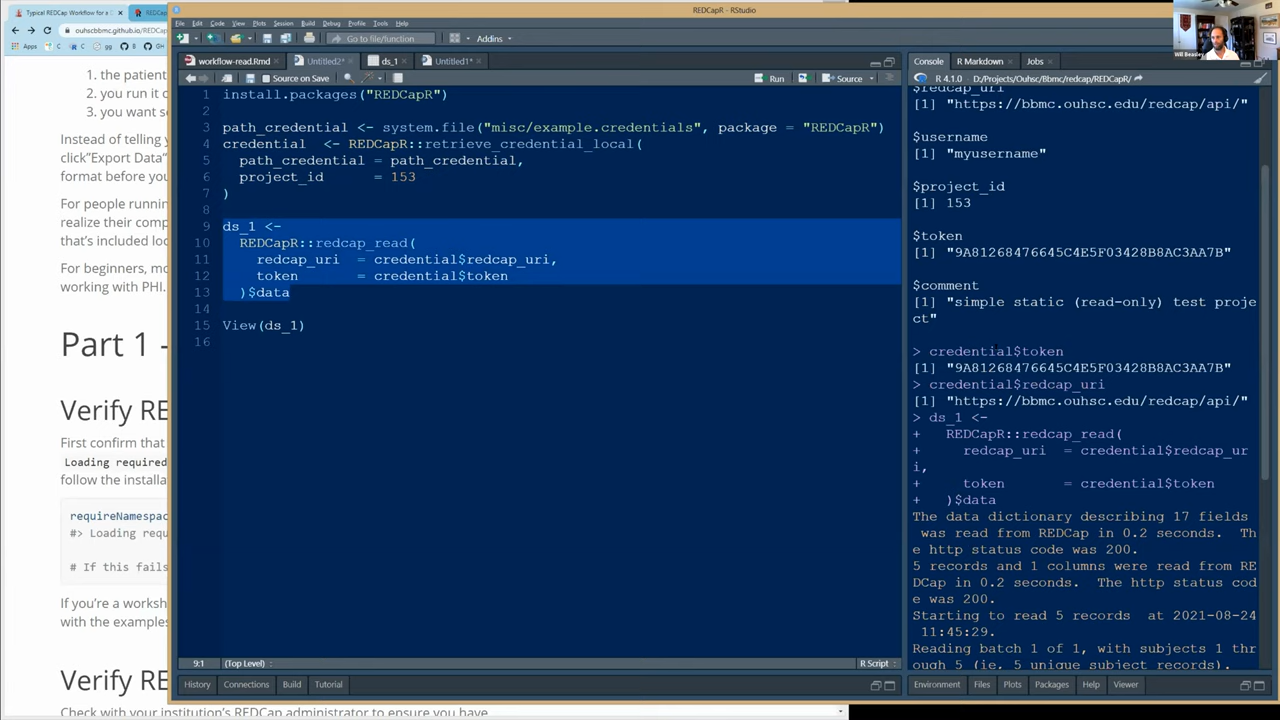 Typical REDCap Workflow for a D
REDCapR - RStudio
ouhscbbmc.github.io/REDCap
File Edit Code View Plots Session Build Debug Profile Tools Help
Go to file/function
Addins
workflow-read.Rmd
Untitled2*
ds_1
Untitled1*
Source on Save
Run
Source
1 install.packages("REDCapR")
2
3 path_credential <- system.file("misc/example.credentials", package = "REDCapR")
4 credential <- REDCapR::retrieve_credential_local(
5 path_credential = path_credential,
6 project_id = 153
7 )
8
9 ds_1 <-
10 REDCapR::redcap_read(
11 redcap_uri = credential$redcap_uri,
12 token = credential$token
13 )$data
14
15 View(ds_1)
16
9:1 (Top Level) R Script
History Connections Build Tutorial
1. the patient
2. you run it o
3. you want so
Instead of telling y
click"Export Data"
format before you
For people running
realize their comp
that's included loc
For beginners, mo
working with PHI.
Part 1 -
Verify RE
First confirm that
Loading required
follow the installa
requireNamespac
#> Loading requ
# If this fails
If you're a worksh
with the examples
Verify RE
Check with your institution's REDCap administrator to ensure you have
Will Beasley
Console R Markdown Jobs
R 4.1.0 D:/Projects/Ouhsc/Bbmc/redcap/REDCapR/
$redcap_uri
[1] "https://bbmc.ouhsc.edu/redcap/api/"
$username
[1] "myusername"
$project_id
[1] 153
$token
[1] "9A81268476645C4E5F03428B8AC3AA7B"
$comment
[1] "simple static (read-only) test proje
ct"
> credential$token
[1] "9A81268476645C4E5F03428B8AC3AA7B"
> credential$redcap_uri
[1] "https://bbmc.ouhsc.edu/redcap/api/"
> ds_1 <-
+ REDCapR::redcap_read(
+ redcap_uri = credential$redcap_ur
i,
+ token = credential$token
+ )$data
The data dictionary describing 17 fields
was read from REDCap in 0.2 seconds. Th
e http status code was 200.
5 records and 1 columns were read from RE
DCap in 0.2 seconds. The http status cod
e was 200.
Starting to read 5 records at 2021-08-24
11:45:29.
Reading batch 1 of 1, with subjects 1 thr
ough 5 (ie, 5 unique subject records).
Environment Files Plots Packages Help Viewer